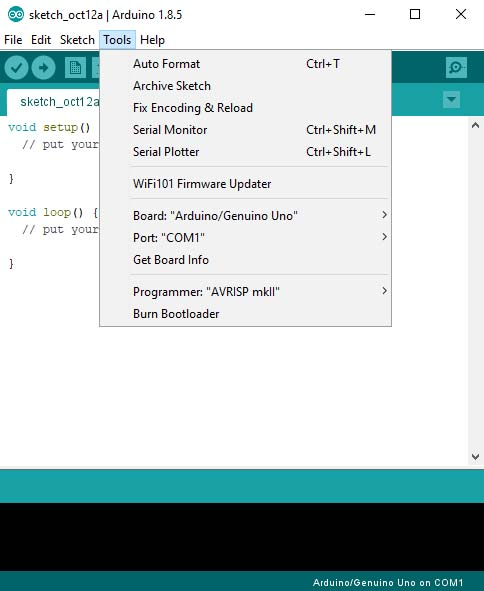 sketch_oct12a | Arduino 1.8.5
File Edit Sketch Tools Help
sketch_oct12a
void setup()
// put your
}
void loop() {
// put your
}
Auto Format Ctrl+T
Archive Sketch
Fix Encoding & Reload
Serial Monitor Ctrl+Shift+M
Serial Plotter Ctrl+Shift+L
WiFi101 Firmware Updater
Board: "Arduino/Genuino Uno"
Port: "COM1"
Get Board Info
Programmer: "AVRISP mkII"
Burn Bootloader
Arduino/Genuino Uno on COM1